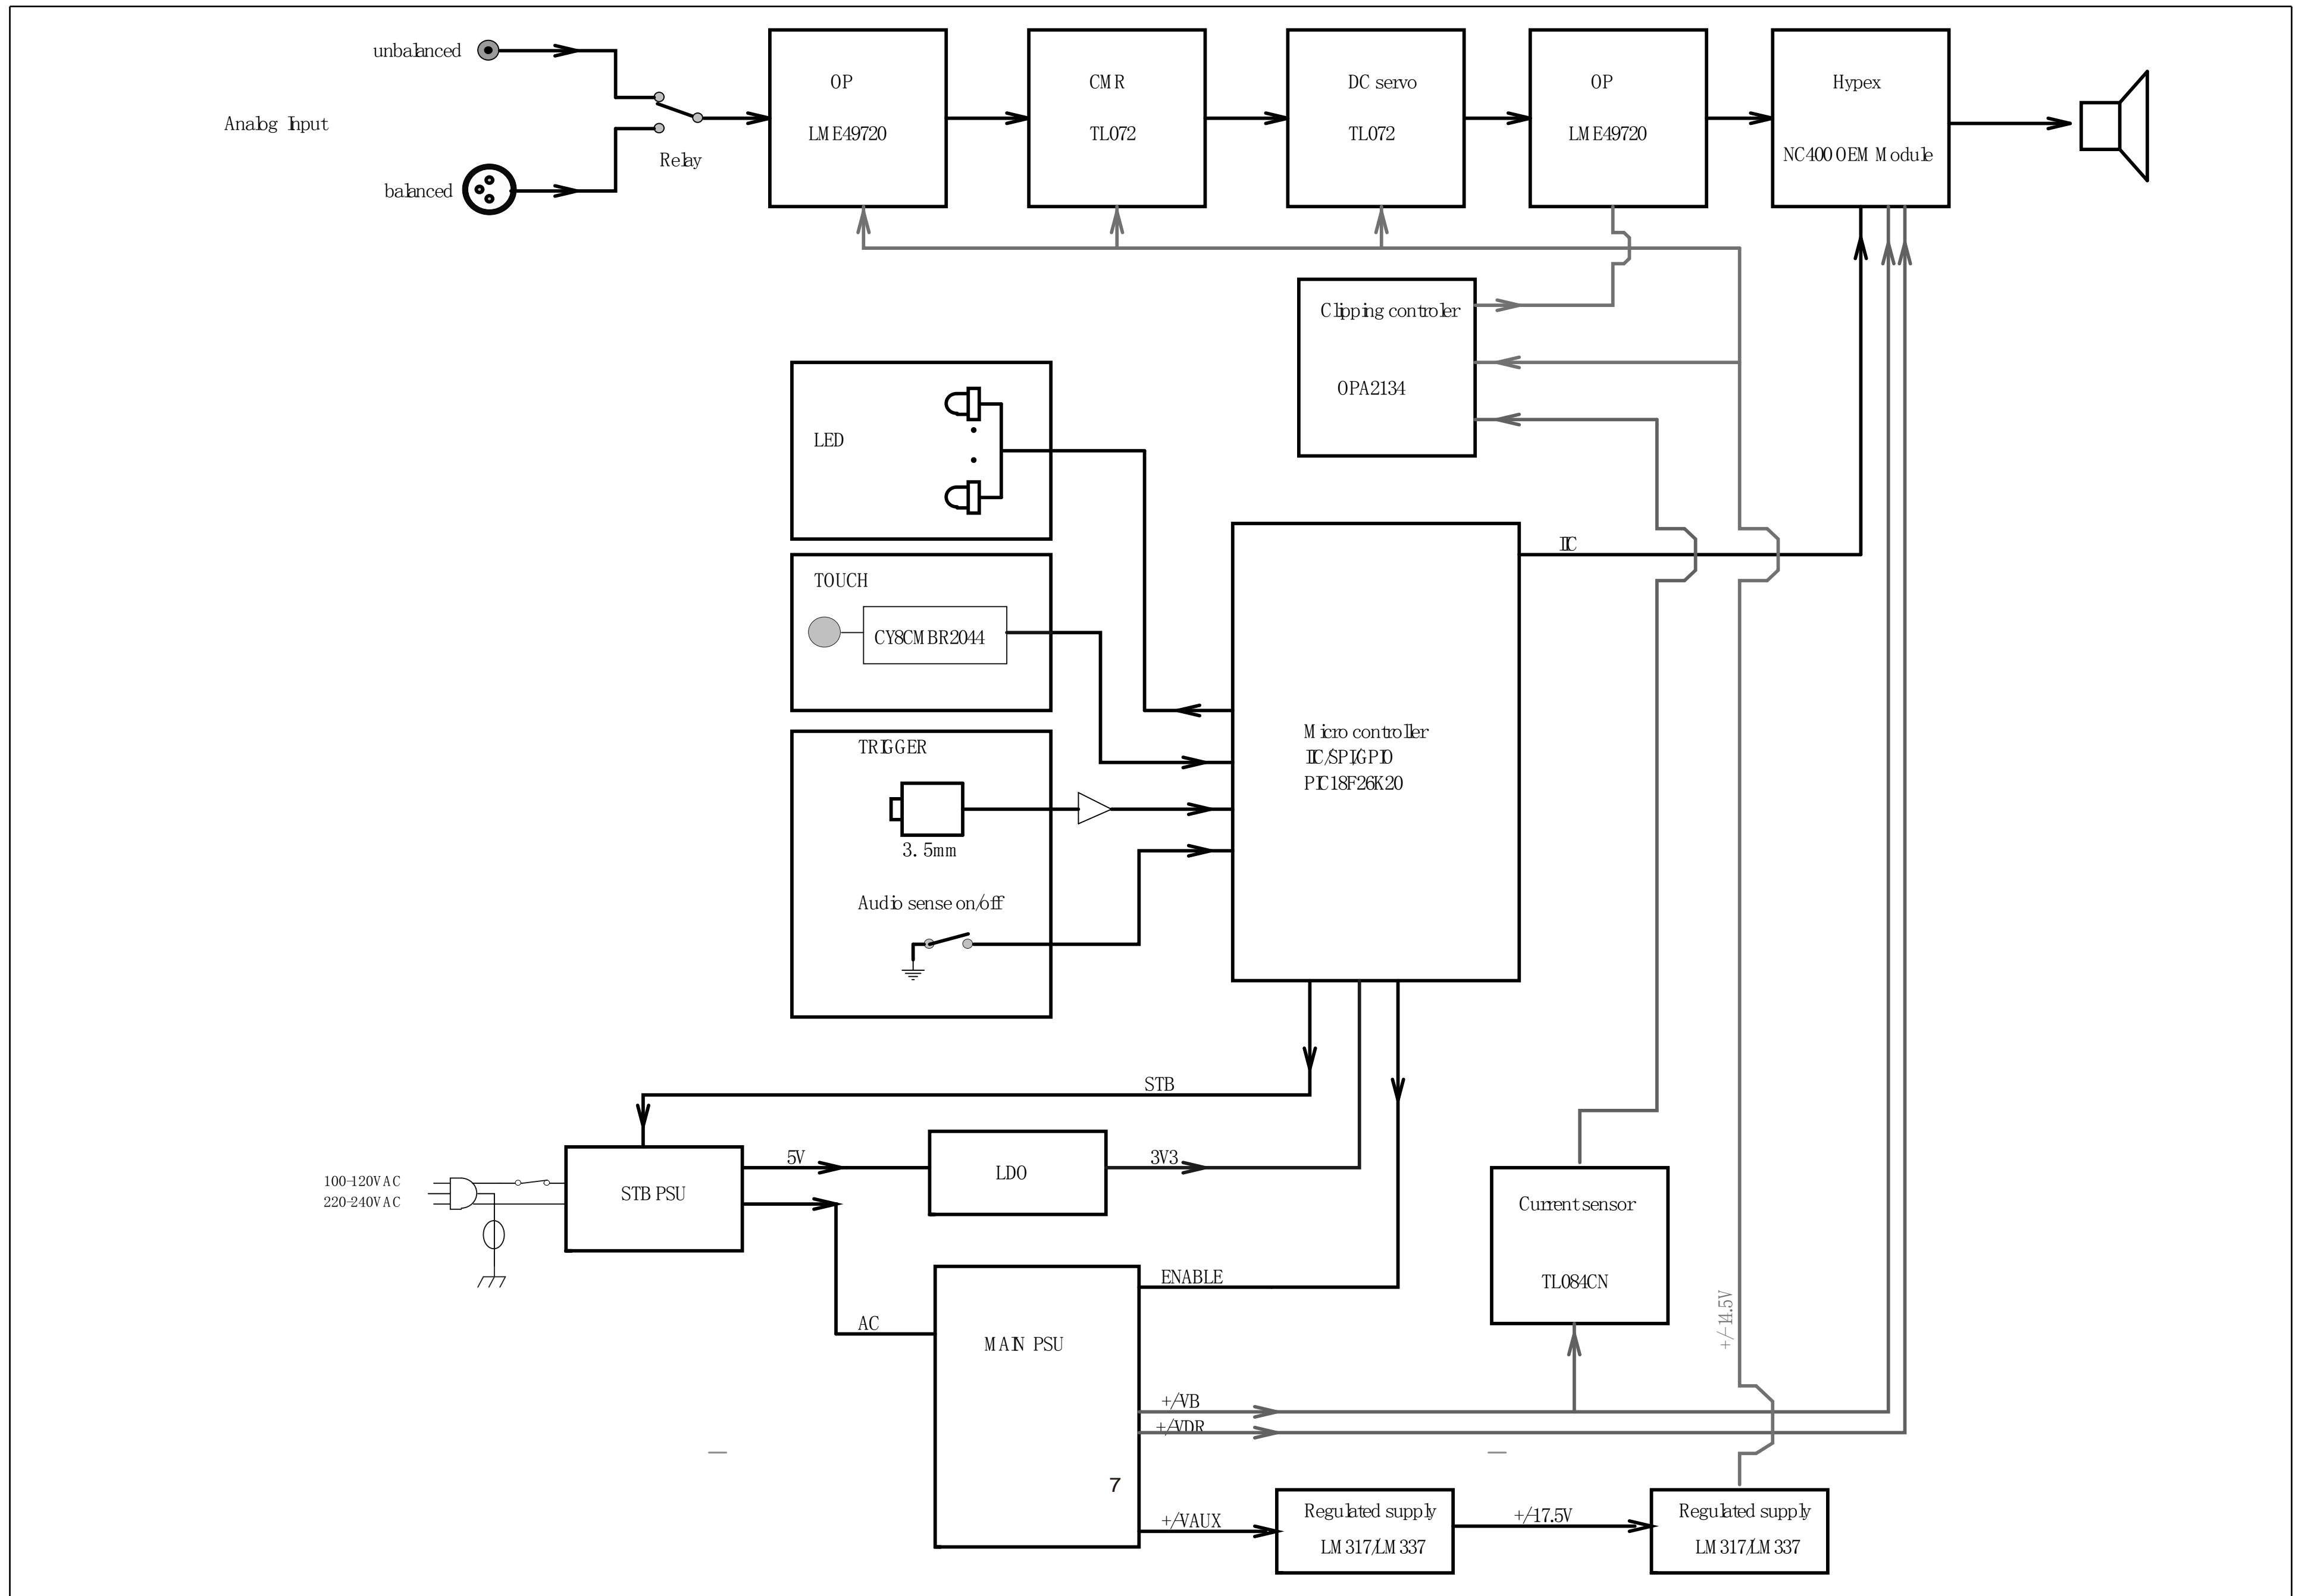 unbalanced
Analog Input
balanced
Relay
OP
LME49720
CMR
TL072
DC servo
TL072
OP
LME49720
Hypex
NC400 OEM Module
Clipping controler
OPA2134
LED
TOUCH
CY8CMBR2044
TRIGGER
3.5mm
Audio sense on/off
Micro controller
IIC/SPI/GPIO
PIC18F26K20
IIC
STB
100-120VAC
220-240VAC
STB PSU
5V
LDO
3V3
AC
MAIN PSU
ENABLE
Current sensor
TL084CN
+/-14.5V
+/-VB
+/-VDR
7
+/-VAUX
Regulated supply
LM317/LM337
+/-17.5V
Regulated supply
LM317/LM337